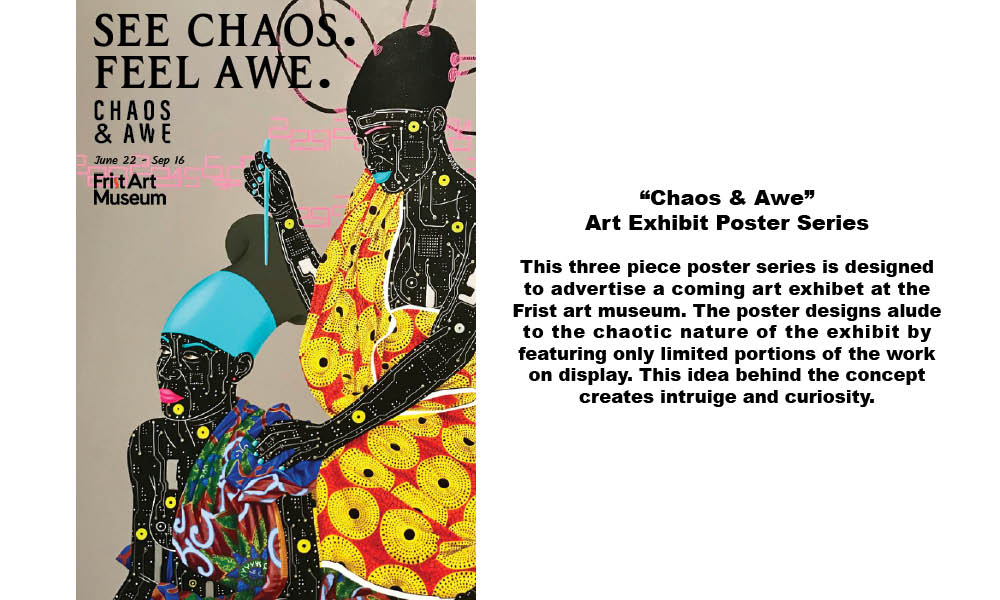 SEE CHAOS.
FEEL AWE.
CHAOS
& AWE
June 22 - Sep 16
Frist Art
Museum
“Chaos & Awe”
Art Exhibit Poster Series
This three piece poster series is designed
to advertise a coming art exhibet at the
Frist art museum. The poster designs alude
to the chaotic nature of the exhibit by
featuring only limited portions of the work
on display. This idea behind the concept
creates intruige and curiosity.